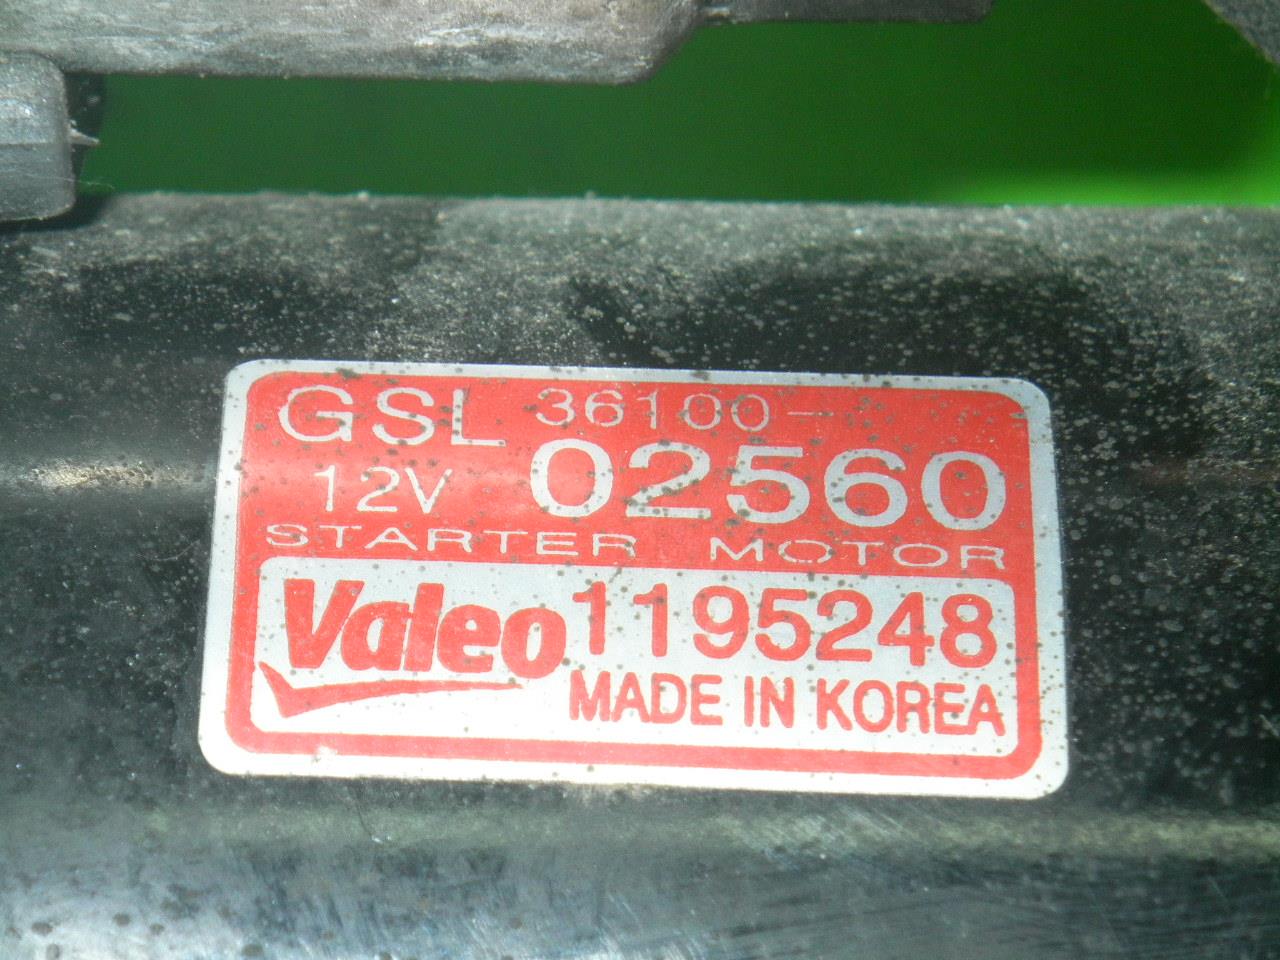 GSL 36100-
12V 02560
STARTER MOTOR
Valeo 1195248
MADE IN KOREA